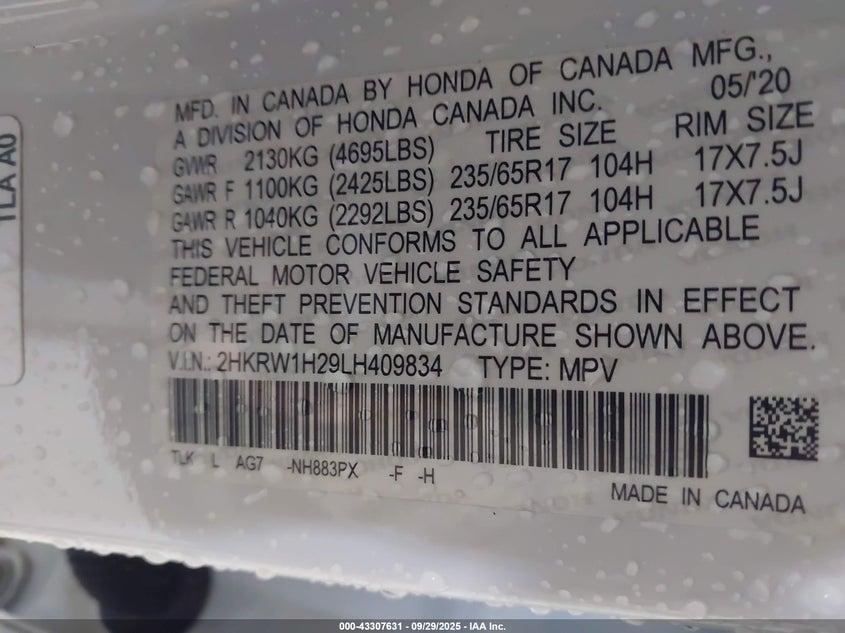 TLA A0
MFD. IN CANADA BY HONDA OF CANADA MFG.,
A DIVISION OF HONDA CANADA INC. 05/'20
GVWR 2130KG (4695LBS) TIRE SIZE RIM SIZE
GAWR F 1100KG (2425LBS) 235/65R17 104H 17X7.5J
GAWR R 1040KG (2292LBS) 235/65R17 104H 17X7.5J
THIS VEHICLE CONFORMS TO ALL APPLICABLE
FEDERAL MOTOR VEHICLE SAFETY
AND THEFT PREVENTION STANDARDS IN EFFECT
ON THE DATE OF MANUFACTURE SHOWN ABOVE.
V.I.N.: 2HKRW1H29LH409834 TYPE: MPV
TLK L AG7 -NH883PX -F -H
MADE IN CANADA
000-43307631 - 09/29/2025 - IAA Inc.